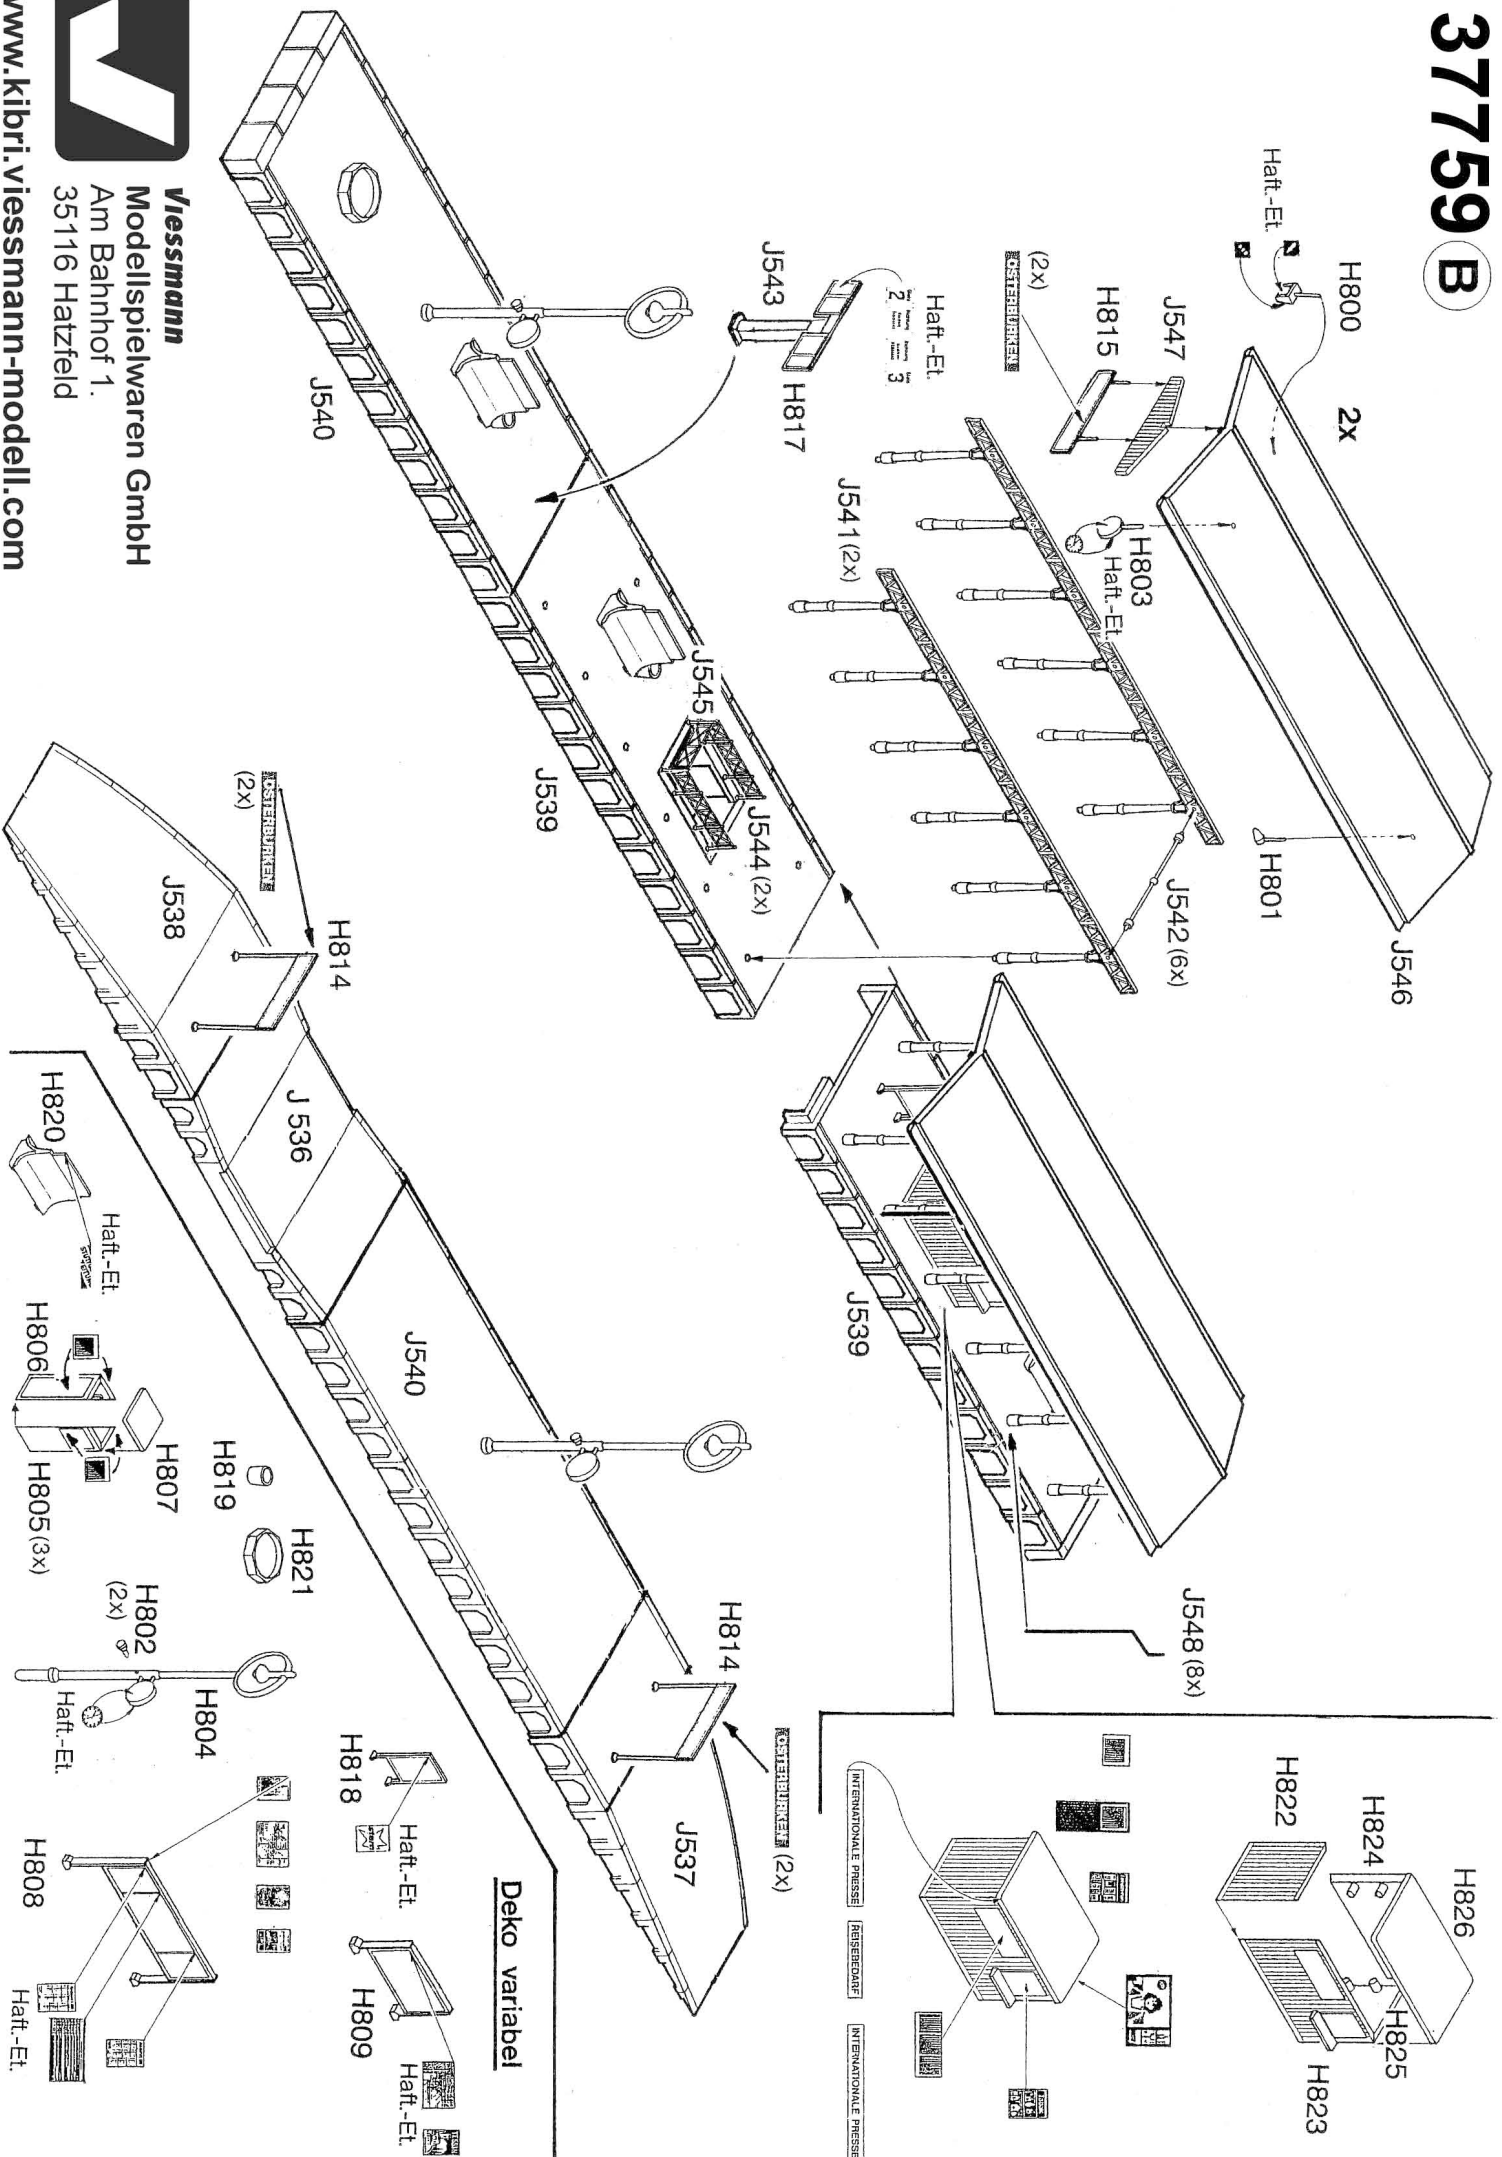 37759 B
H800
2x
Haft.-Et.
J547
H815
(2x)
OSTERBURKEN
H803
Haft.-Et.
J546
H801
J541 (2x)
J542 (6x)
Haft.-Et.
2
3
J543
H817
J540
J545
J544 (2x)
J539
J539
J548 (8x)
Viessmann
Modellspielwaren GmbH
Am Bahnhof 1.
35116 Hatzfeld
www.kibri.viessmann-modell.com
OSTERBURKEN
(2x)
H814
J538
J 536
J540
H814
OSTERBURKEN (2x)
J537
H826
H824
H822
H825
H823
INTERNATIONALE PRESSE
REISEBEDARF
INTERNATIONALE PRESSE
Deko variabel
H820
Haft.-Et.
H806
H807
H805 (3x)
H819
H821
H802
(2x)
H804
Haft.-Et.
H818
stern
Haft.-Et.
H808
Haft.-Et.
H809
Haft.-Et.